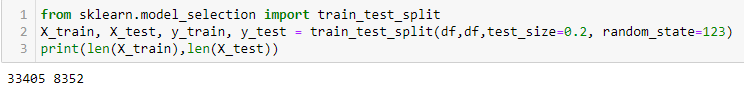 1 from sklearn.model_selection import train_test_split
2 X_train, X_test, y_train, y_test = train_test_split(df,df,test_size=0.2, random_state=123)
3 print(len(X_train),len(X_test))
33405 8352